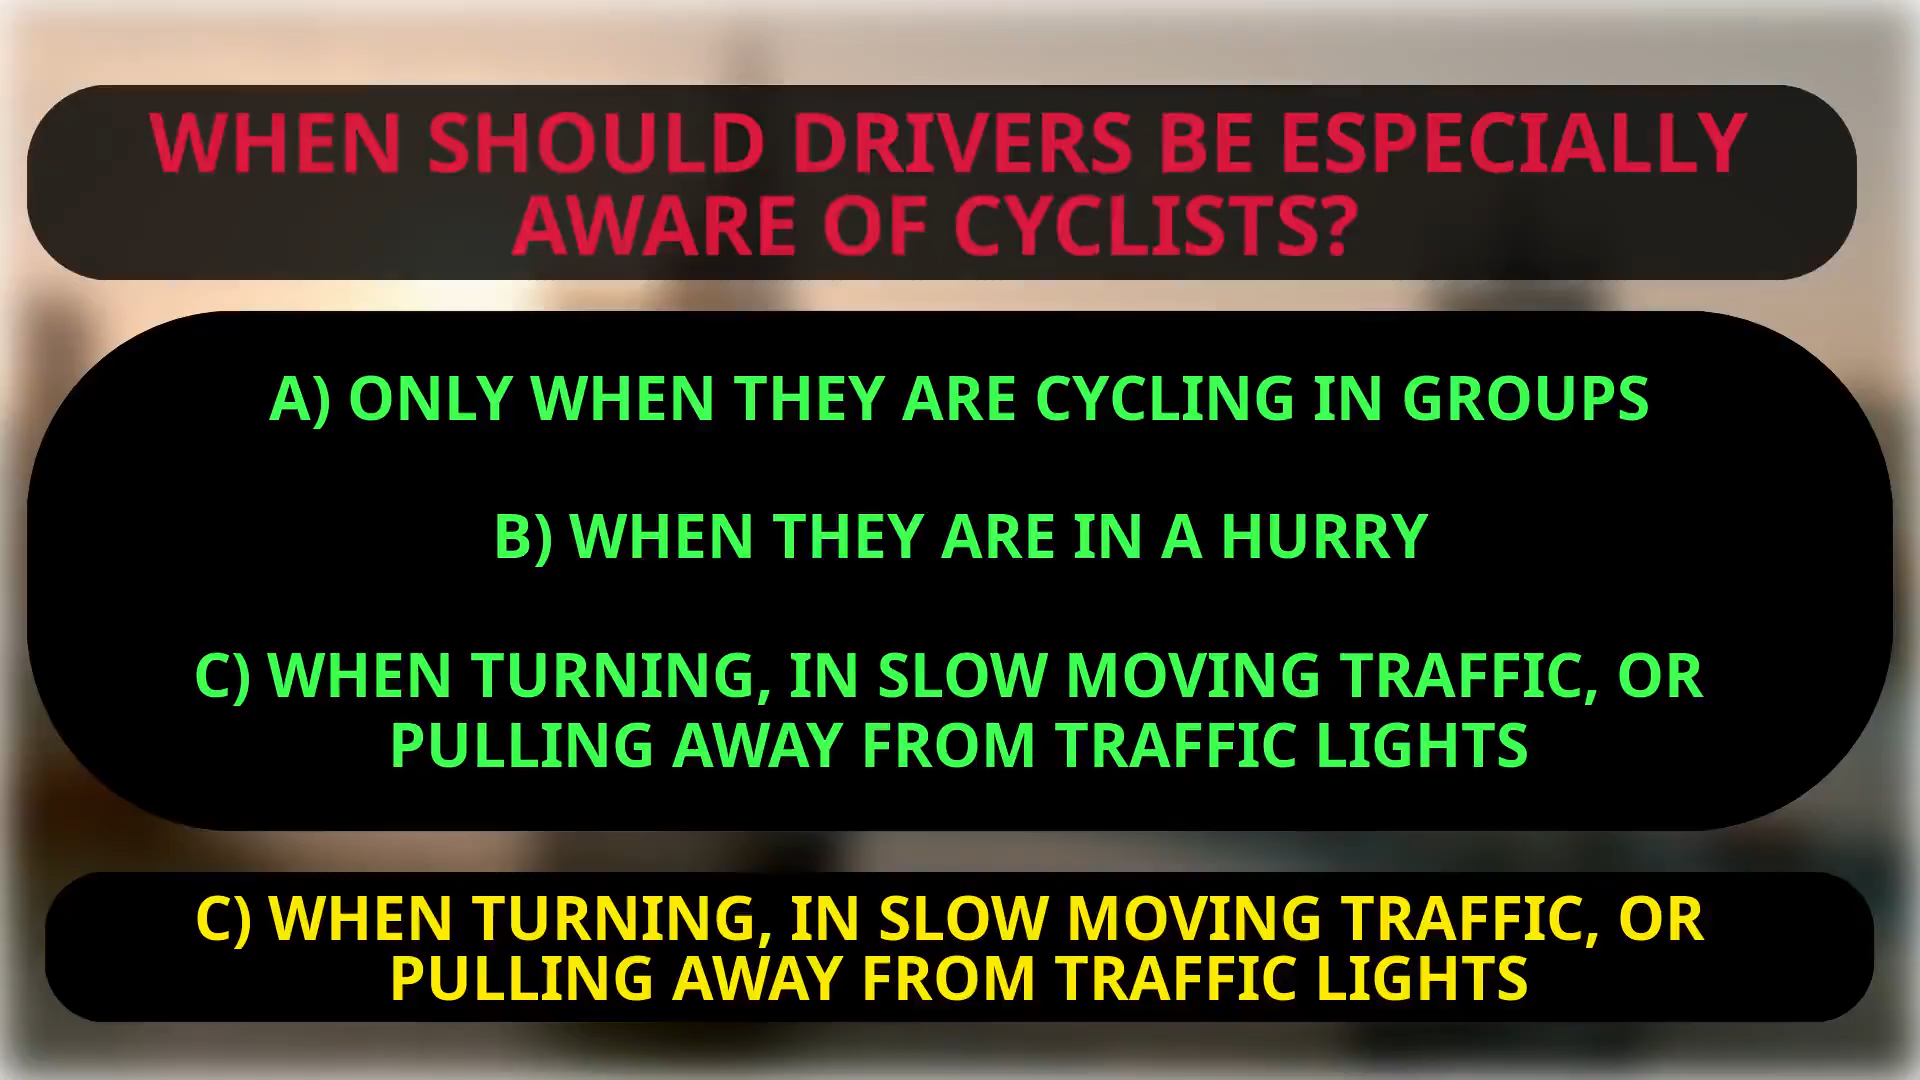 WHEN SHOULD DRIVERS BE ESPECIALLY
AWARE OF CYCLISTS?
A) ONLY WHEN THEY ARE CYCLING IN GROUPS
B) WHEN THEY ARE IN A HURRY
C) WHEN TURNING, IN SLOW MOVING TRAFFIC, OR
PULLING AWAY FROM TRAFFIC LIGHTS
C) WHEN TURNING, IN SLOW MOVING TRAFFIC, OR
PULLING AWAY FROM TRAFFIC LIGHTS